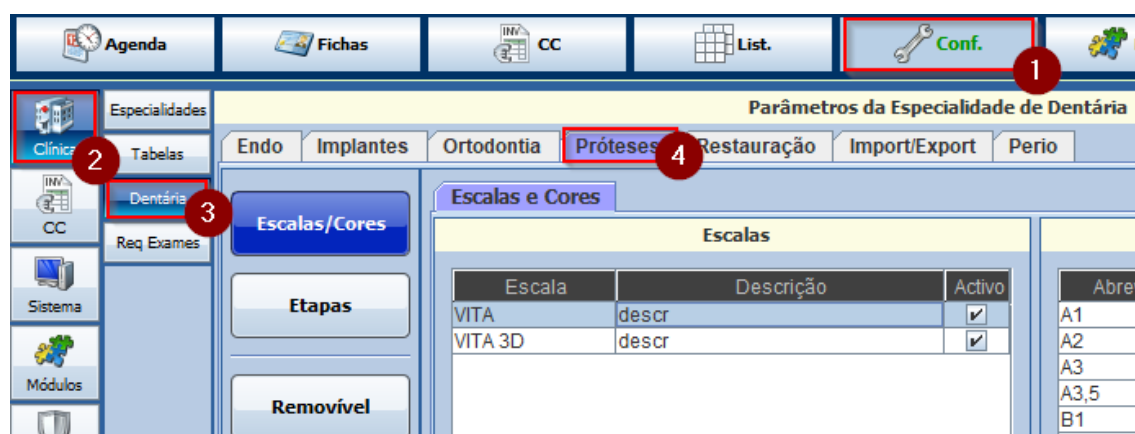 Agenda
Fichas
INV
CC
List.
Conf.
1
Clínica
2
INV
CC
Sistema
Módulos
Especialidades
Tabelas
Dentária
3
Req Exames
Parâmetros da Especialidade de Dentária
Endo
Implantes
Ortodontia
Próteses
4
Restauração
Import/Export
Perio
Escalas/Cores
Etapas
Removível
Escalas e Cores
Escalas
Escala Descrição Activo
VITA descr
VITA 3D descr
A1
A2
A3
A3,5
B1